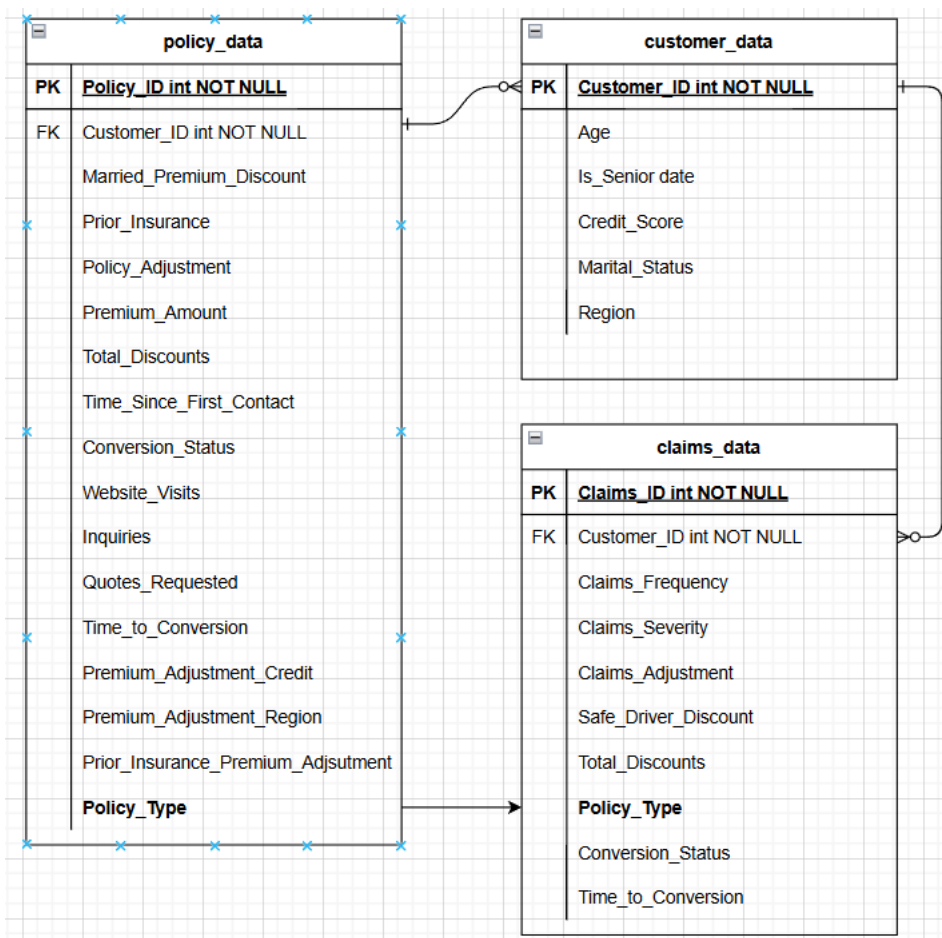 policy_data
PK Policy_ID int NOT NULL
FK Customer_ID int NOT NULL
Married_Premium_Discount
Prior_Insurance
Policy_Adjustment
Premium_Amount
Total_Discounts
Time_Since_First_Contact
Conversion_Status
Website_Visits
Inquiries
Quotes_Requested
Time_to_Conversion
Premium_Adjustment_Credit
Premium_Adjustment_Region
Prior_Insurance_Premium_Adjsutment
Policy_Type
customer_data
PK Customer_ID int NOT NULL
Age
Is_Senior date
Credit_Score
Marital_Status
Region
claims_data
PK Claims_ID int NOT NULL
FK Customer_ID int NOT NULL
Claims_Frequency
Claims_Severity
Claims_Adjustment
Safe_Driver_Discount
Total_Discounts
Policy_Type
Conversion_Status
Time_to_Conversion